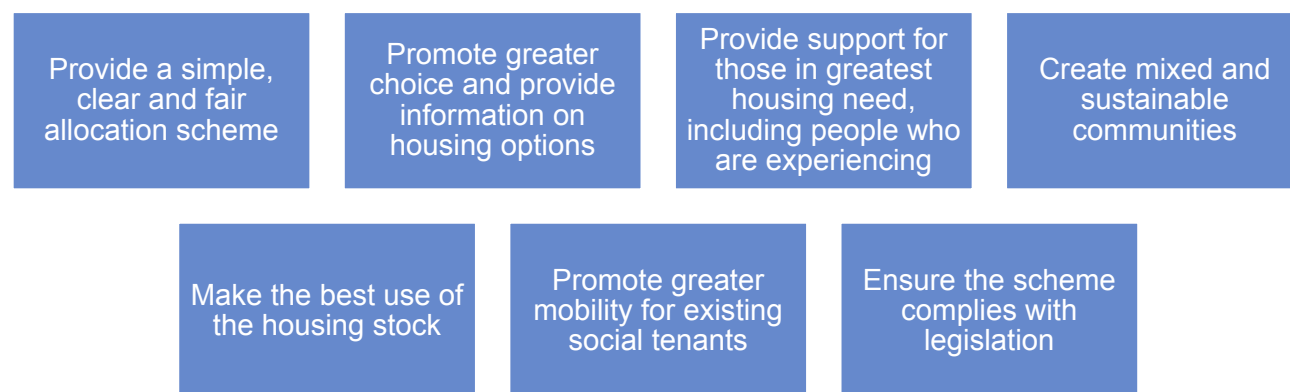 Provide a simple,
clear and fair
allocation scheme
Promote greater
choice and provide
information on
housing options
Provide support for
those in greatest
housing need,
including people who
are experiencing
Create mixed and
sustainable
communities
Make the best use of
the housing stock
Promote greater
mobility for existing
social tenants
Ensure the scheme
complies with
legislation